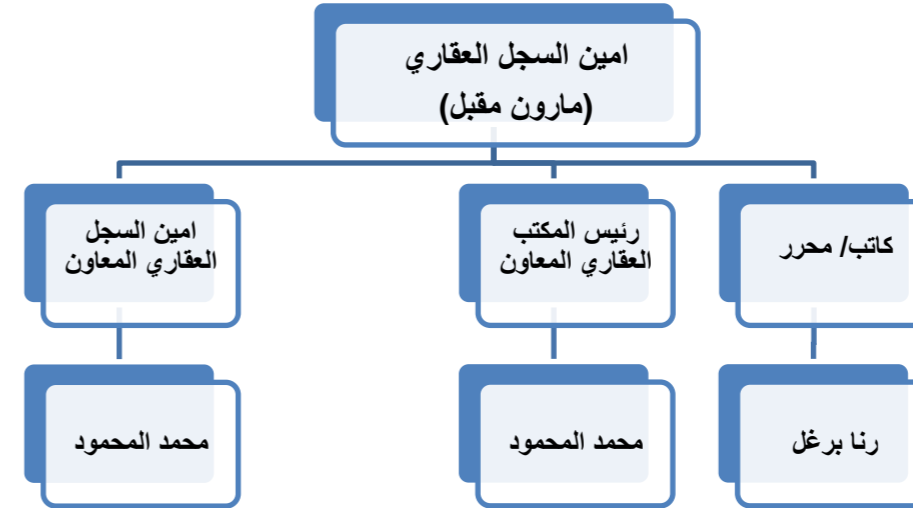 امين السجل العقاري
(مارون مقبل)
كاتب/ محرر
رئيس المكتب
العقاري المعاون
امين السجل
العقاري المعاون
رنا برغل
محمد المحمود
محمد المحمود